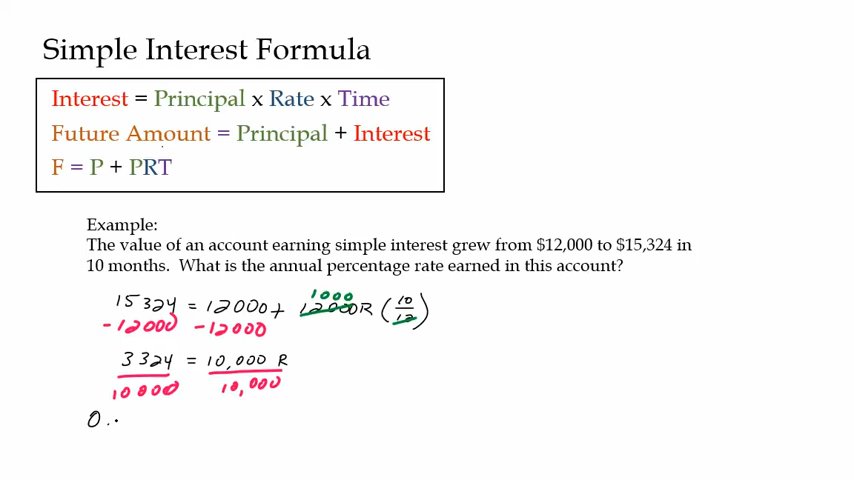 Simple Interest Formula
Interest = Principal x Rate x Time
Future Amount = Principal + Interest
F = P + PRT
Example:
The value of an account earning simple interest grew from $12,000 to $15,324 in
10 months. What is the annual percentage rate earned in this account?
1000
15324 = 12000 + 12000R (10/12)
-12000 -12000
3324 = 10,000 R
10000 10,000
0.